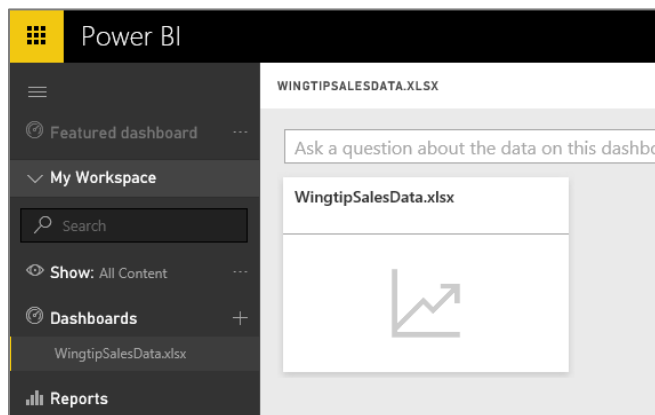 Power BI
WINGTIPSALESDATA.XLSX
Featured dashboard
Ask a question about the data on this dashbo
My Workspace
WingtipSalesData.xlsx
Search
Show: All Content
Dashboards
WingtipSalesData.xlsx
Reports